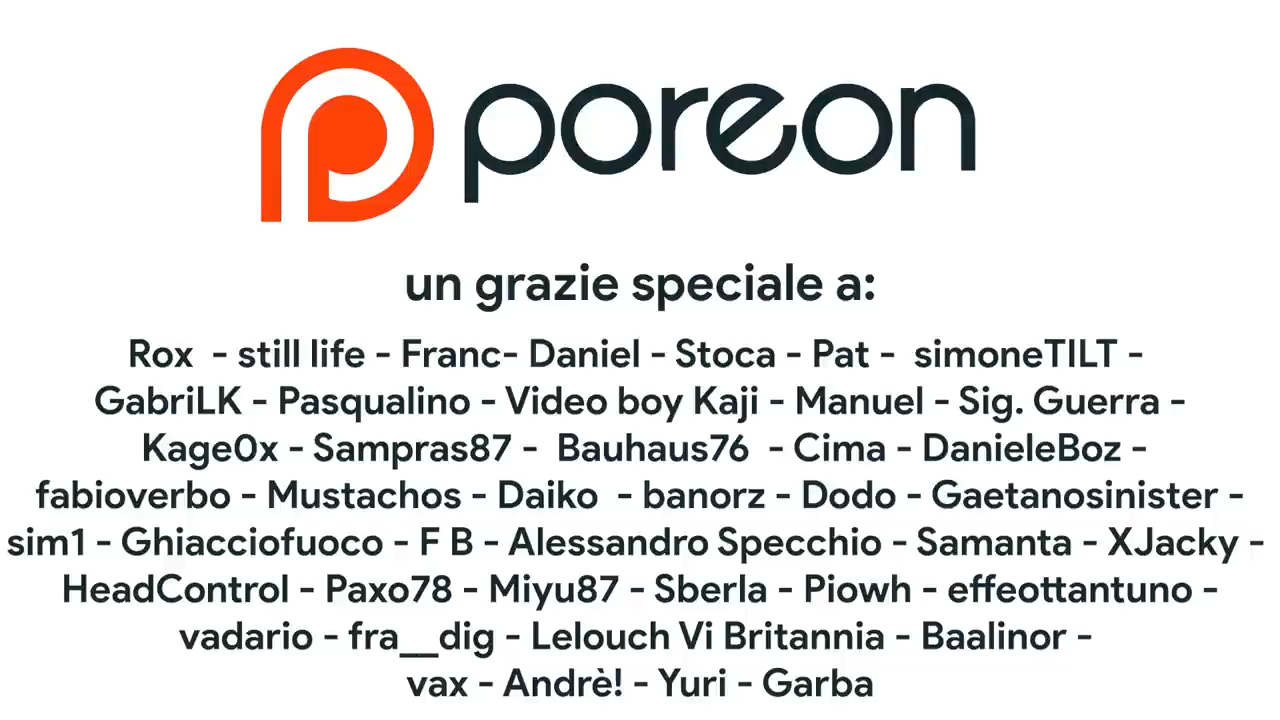 poreon
un grazie speciale a:
Rox - still life - Franc- Daniel - Stoca - Pat - simoneTILT -
GabriLK - Pasqualino - Video boy Kaji - Manuel - Sig. Guerra -
Kage0x - Sampras87 - Bauhaus76 - Cima - DanieleBoz -
fabioverbo - Mustachos - Daiko - banorz - Dodo - Gaetanosinister -
sim1 - Ghiacciofuoco - F B - Alessandro Specchio - Samanta - XJacky -
HeadControl - Paxo78 - Miyu87 - Sberla - Piowh - effeottantuno -
vadario - fra__dig - Lelouch Vi Britannia - Baalinor -
vax - Andrè! - Yuri - Garba